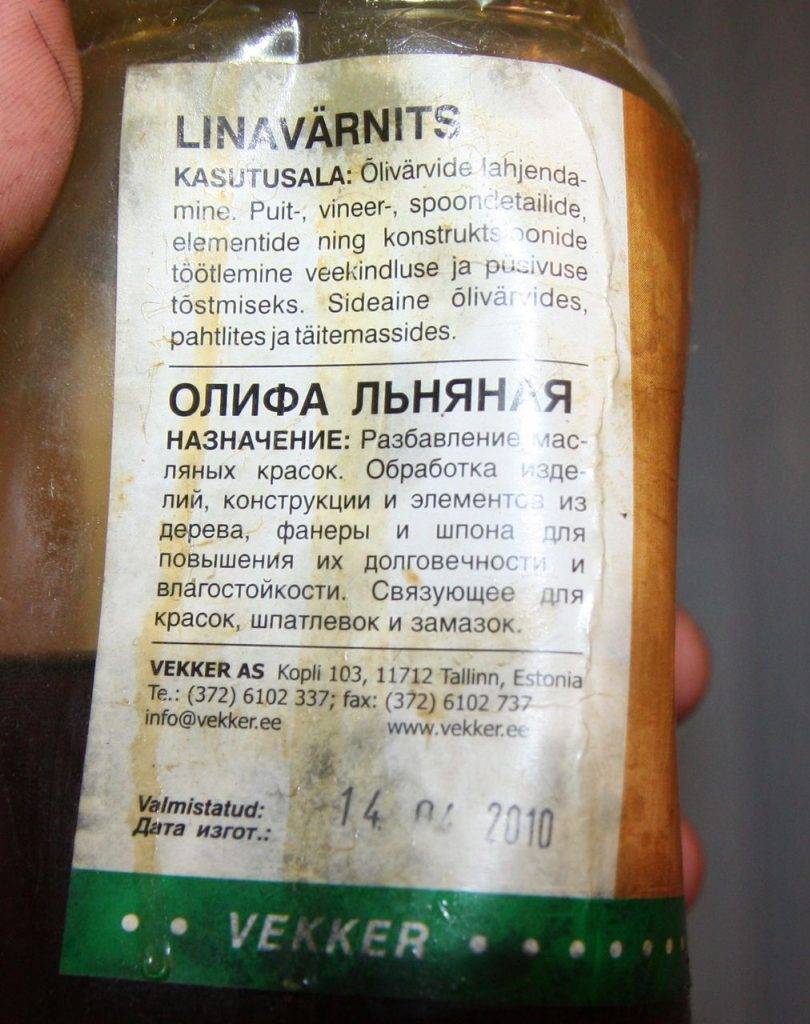 LINAVÄRNITS
KASUTUSALA: Õlivärvide lahjenda-
mine. Puit-, vineer-, spoondetailide,
elementide ning konstruktsioonide
töötlemine veekindluse ja püsivuse
tõstmiseks. Sideaine õlivärvides,
pahtlites ja täitemassides.
ОЛИФА ЛЬНЯНАЯ
НАЗНАЧЕНИЕ: Разбавление мас-
ляных красок. Обработка изде-
лий, конструкции и элементов из
дерева, фанеры и шпона для
повышения их долговечности и
влагостойкости. Связующее для
красок, шпатлевок и замазок.
VEKKER AS Kopli 103, 11712 Tallinn, Estonia
Te.: (372) 6102 337; fax: (372) 6102 737
info@vekker.ee www.vekker.ee
Valmistatud: 14 04 2010
Дата изгот.:
VEKKER